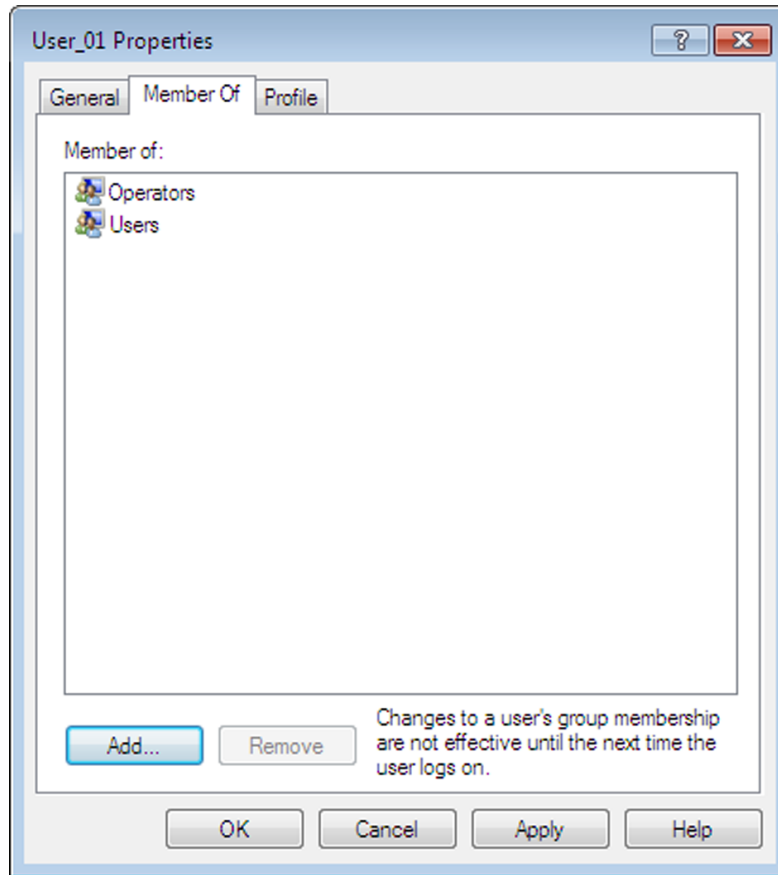 User_01 Properties
General Member Of Profile
Member of:
Operators
Users
Add... Remove
Changes to a user's group membership
are not effective until the next time the
user logs on.
OK Cancel Apply Help